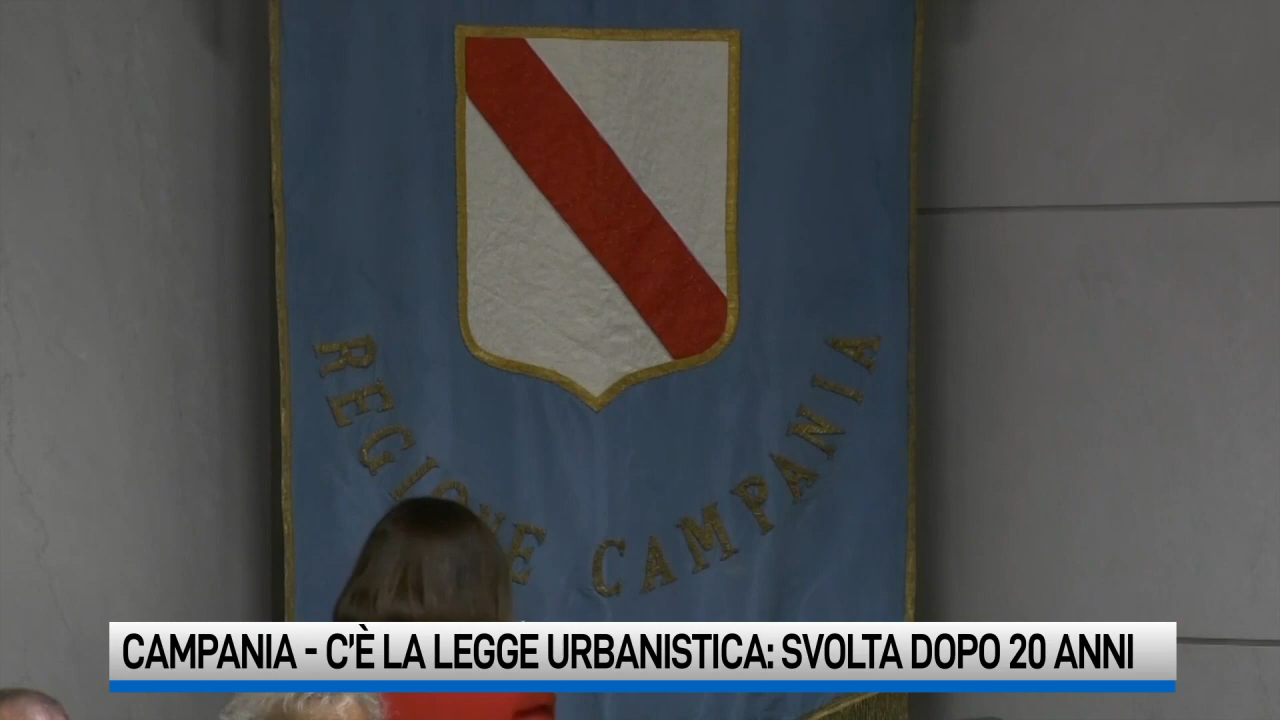 REGIONE CAMPANIA
CAMPANIA - C'È LA LEGGE URBANISTICA: SVOLTA DOPO 20 ANNI